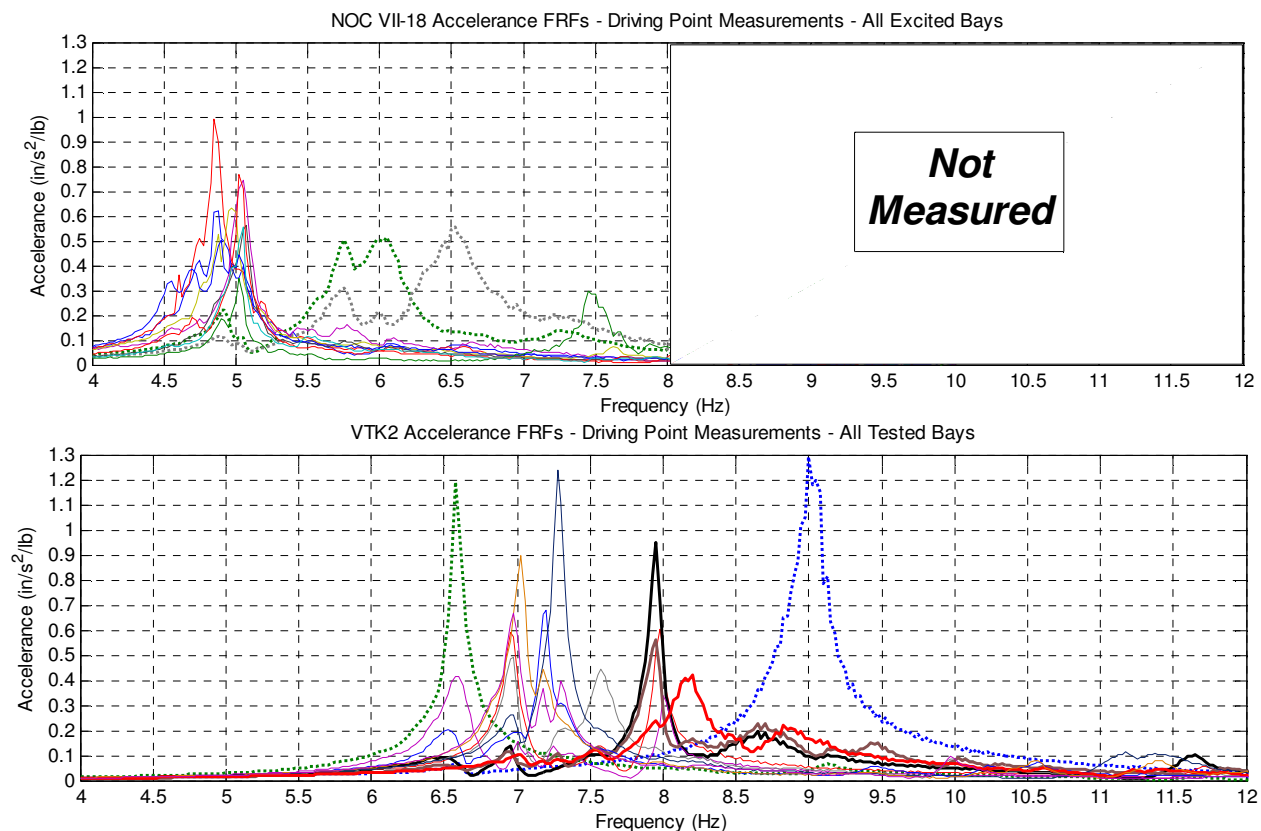 NOC VII-18 Accelerance FRFs - Driving Point Measurements - All Excited Bays
1.3
1.2
1.1
1
0.9
0.8
0.7
0.6
0.5
0.4
0.3
0.2
0.1
0
Accelerance (in/s²/lb)
Not
Measured
4 4.5 5 5.5 6 6.5 7 7.5 8 8.5 9 9.5 10 10.5 11 11.5 12
Frequency (Hz)
VTK2 Accelerance FRFs - Driving Point Measurements - All Tested Bays
1.3
1.2
1.1
1
0.9
0.8
0.7
0.6
0.5
0.4
0.3
0.2
0.1
0
Accelerance (in/s²/lb)
4 4.5 5 5.5 6 6.5 7 7.5 8 8.5 9 9.5 10 10.5 11 11.5 12
Frequency (Hz)